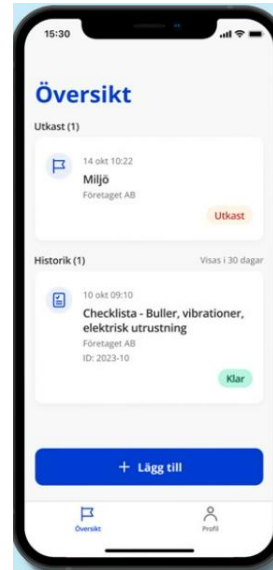 15:30
Översikt
Utkast (1)
14 okt 10:22
Miljö
Företaget AB
Utkast
Historik (1) Visas i 30 dagar
10 okt 09:10
Checklista - Buller, vibrationer,
elektrisk utrustning
Företaget AB
ID: 2023-10
Klar
+ Lägg till
Översikt Profil